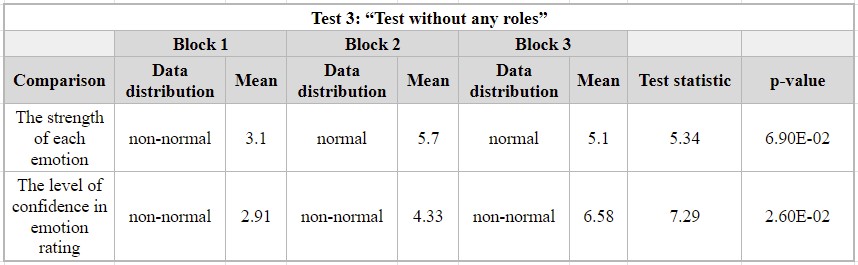 Test 3: “Test without any roles”
Block 1 Block 2 Block 3
Comparison Data distribution Mean Data distribution Mean Data distribution Mean Test statistic p-value
The strength of each emotion non-normal 3.1 normal 5.7 normal 5.1 5.34 6.90E-02
The level of confidence in emotion rating non-normal 2.91 non-normal 4.33 non-normal 6.58 7.29 2.60E-02